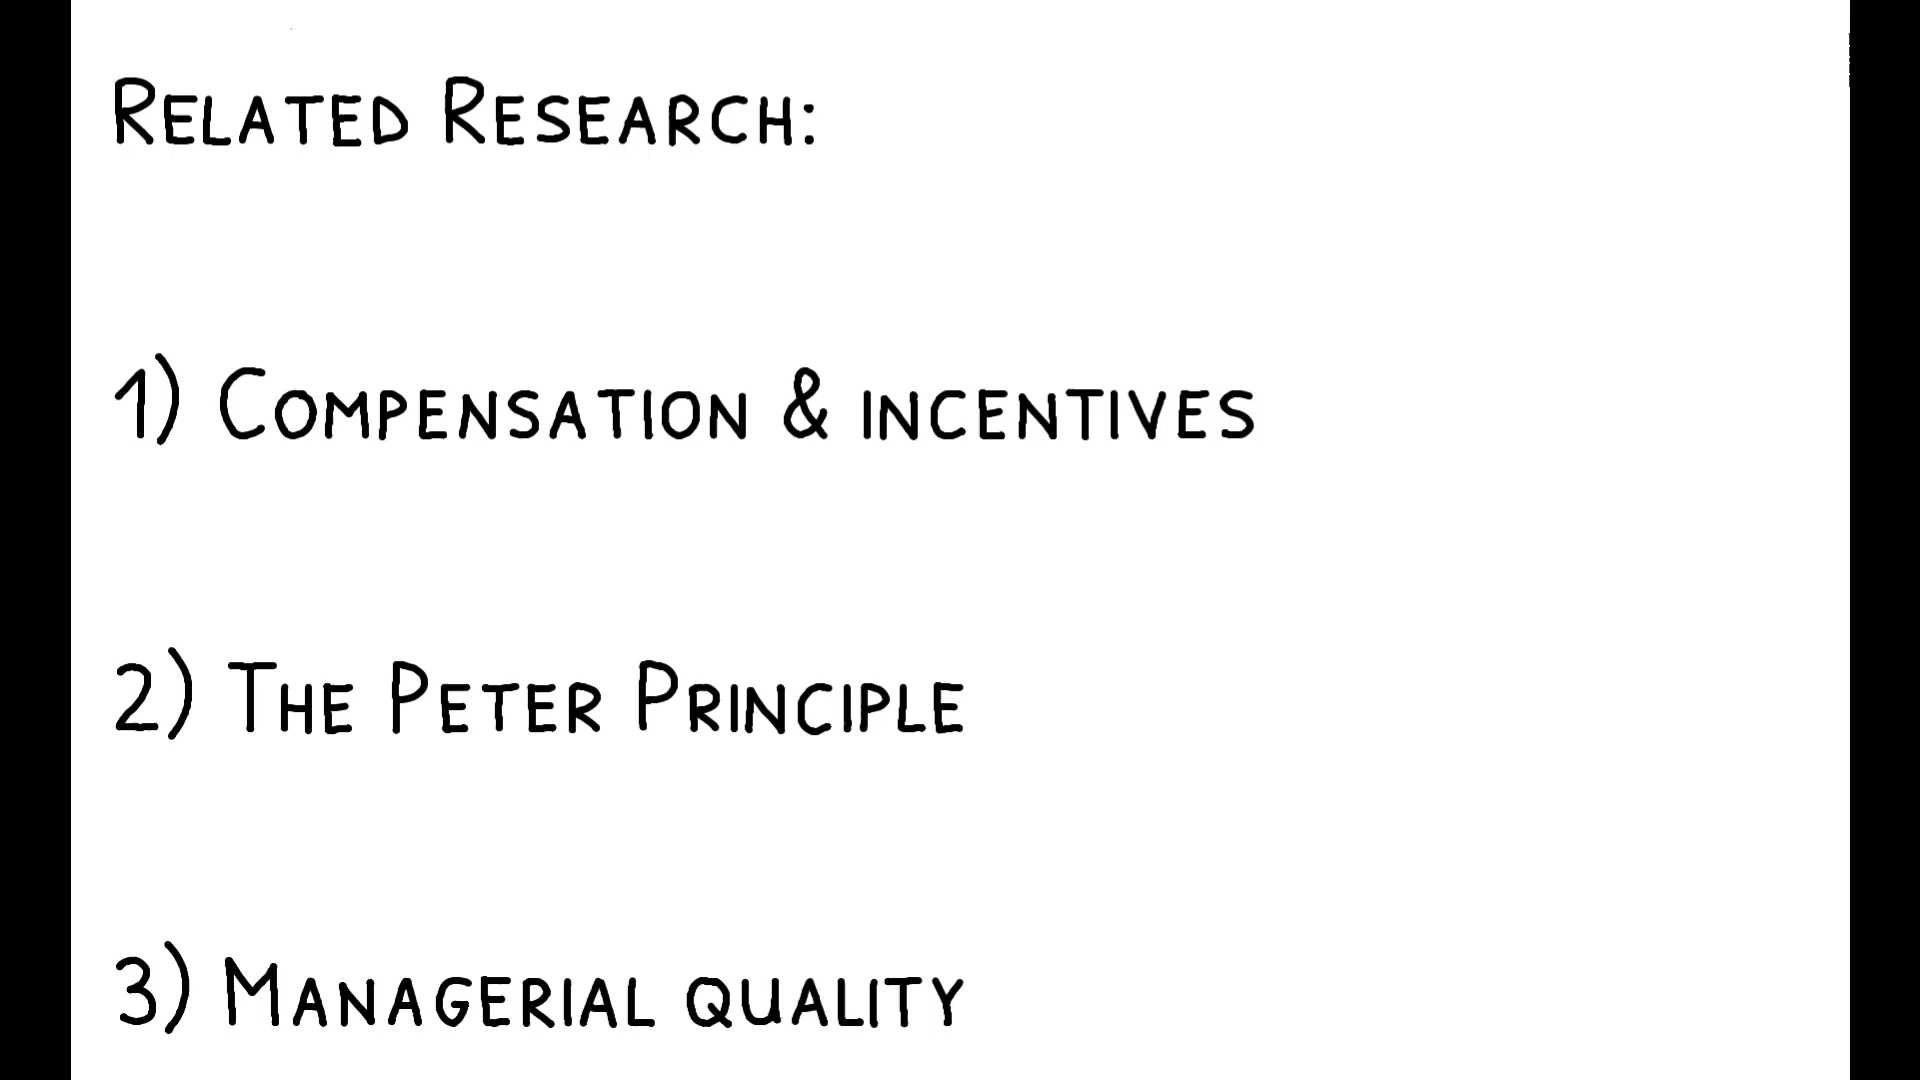 Related Research:
1) Compensation & incentives
2) The Peter Principle
3) Managerial quality